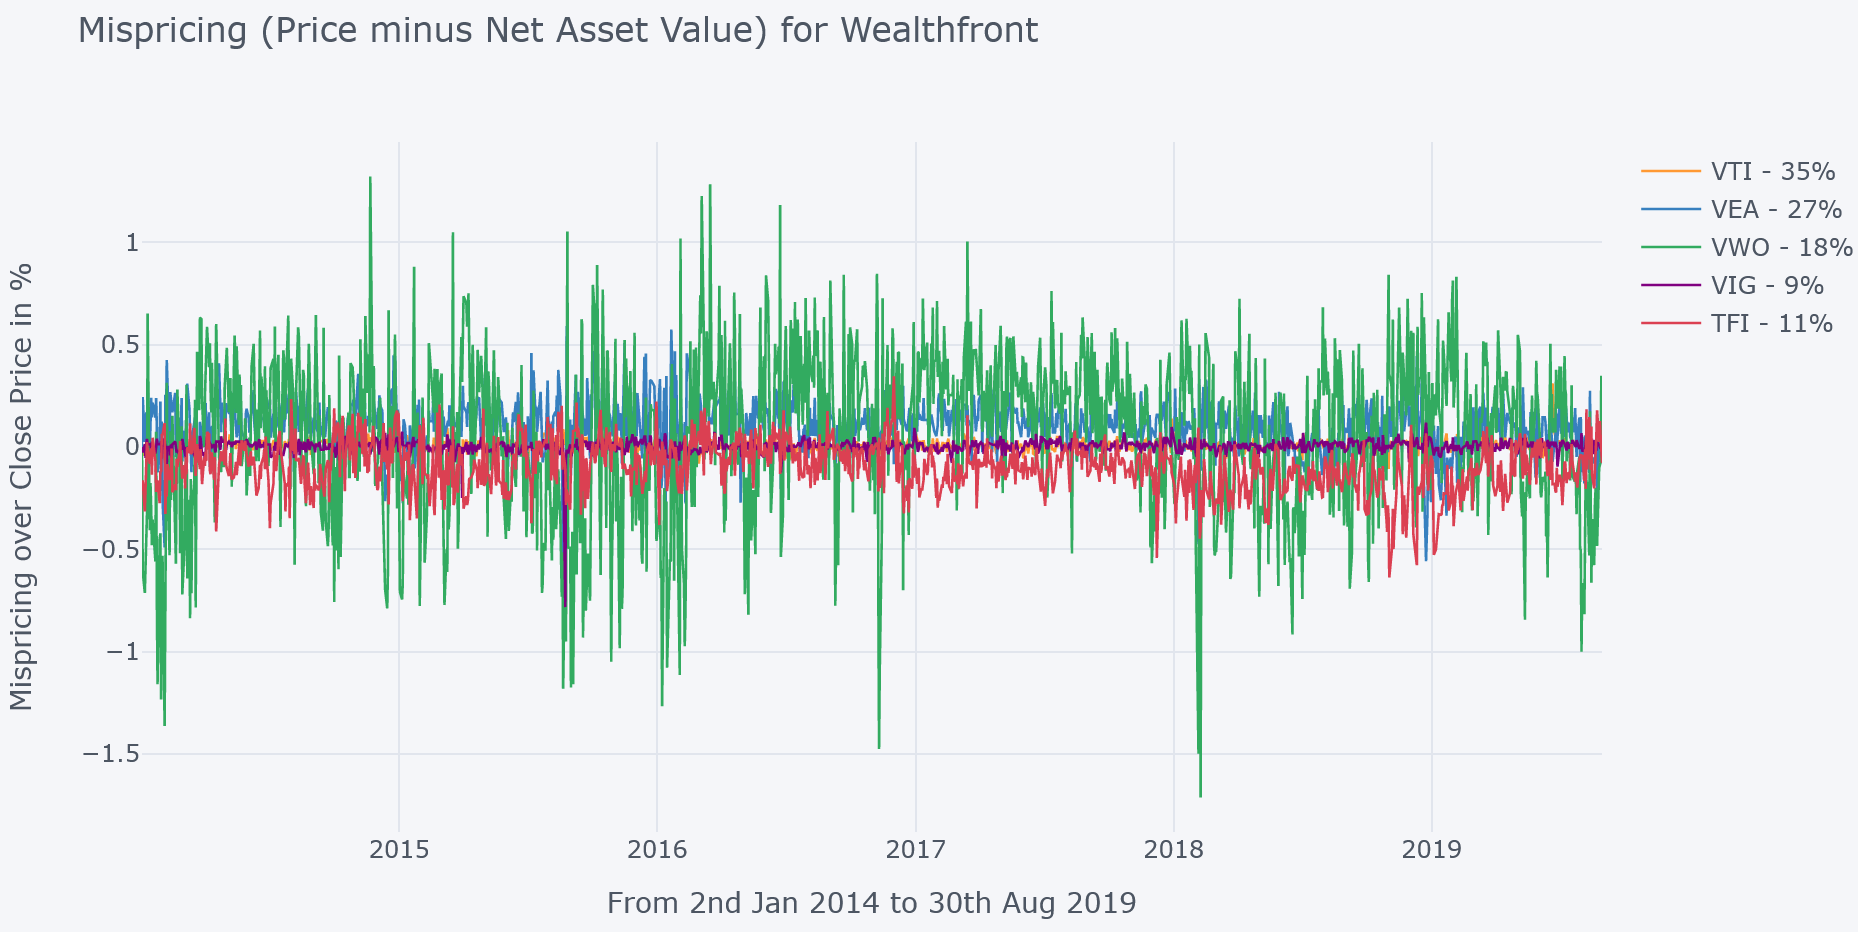 Mispricing (Price minus Net Asset Value) for Wealthfront
Mispricing over Close Price in %
1
0.5
0
−0.5
−1
−1.5
2015
2016
2017
2018
2019
From 2nd Jan 2014 to 30th Aug 2019
VTI - 35%
VEA - 27%
VWO - 18%
VIG - 9%
TFI - 11%